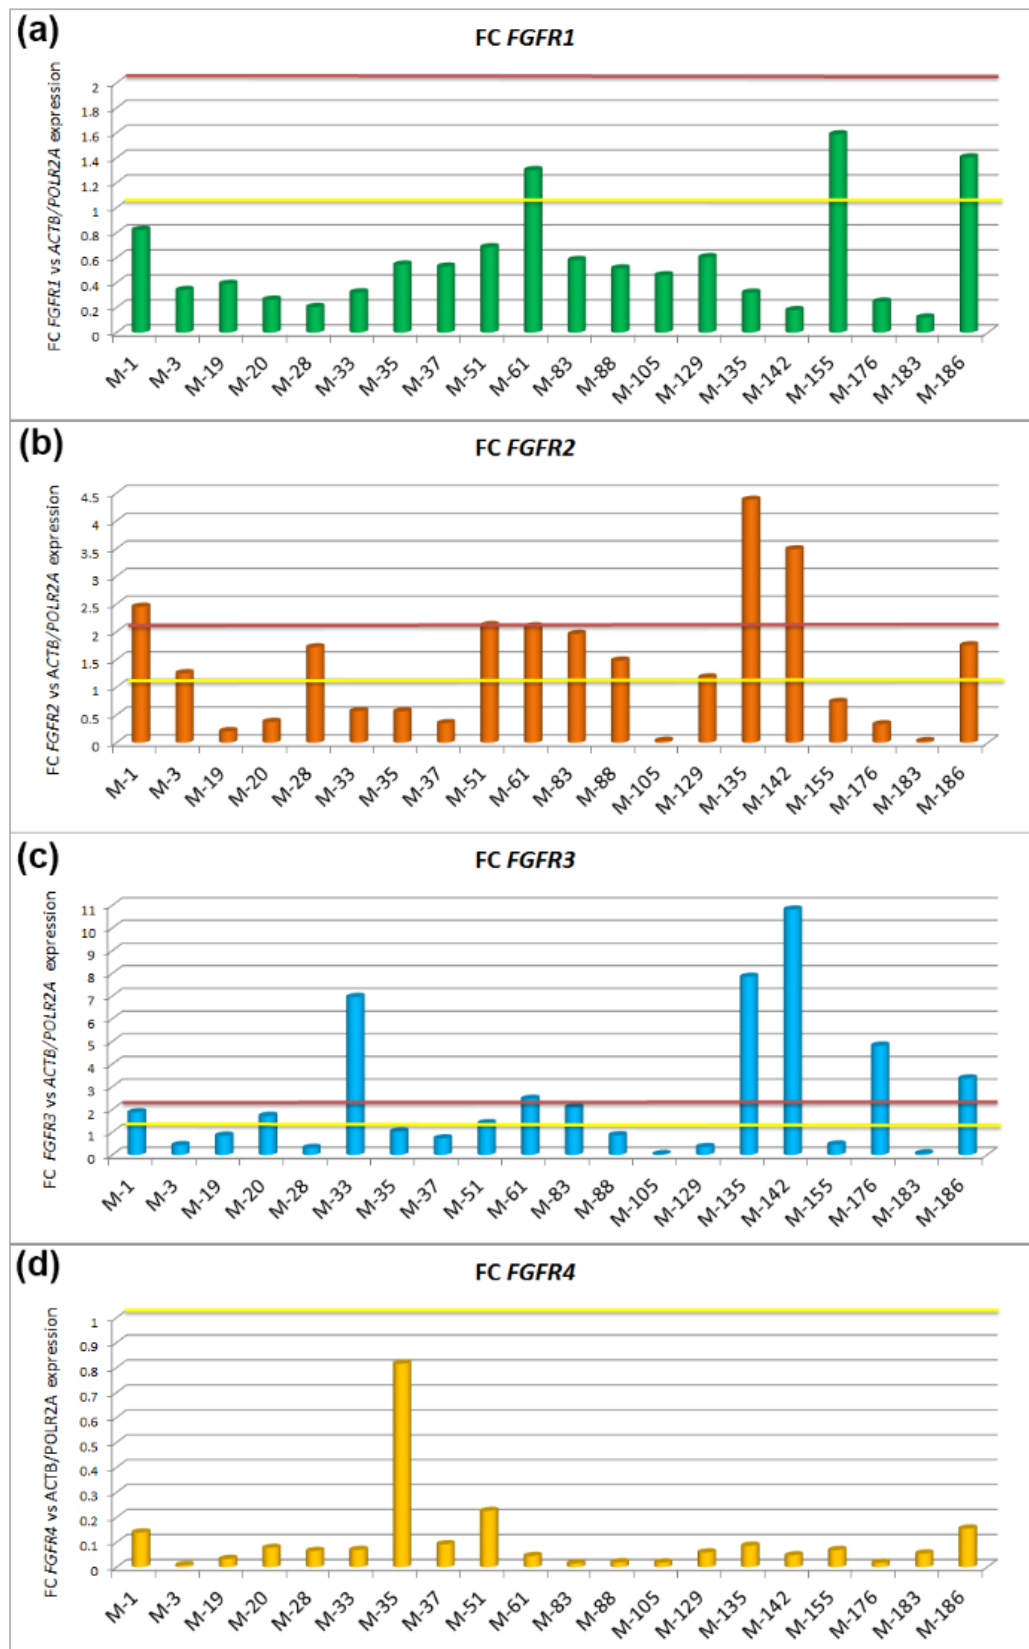 (a)
FC FGFR1
FC FGFR1 vs ACTB/POLR2A expression
2
1.8
1.6
1.4
1.2
1
0.8
0.6
0.4
0.2
0
M-1 M-3 M-19 M-20 M-28 M-33 M-35 M-37 M-51 M-61 M-83 M-88 M-105 M-129 M-135 M-142 M-155 M-176 M-183 M-186
(b)
FC FGFR2
FC FGFR2 vs ACTB/POLR2A expression
4.5
4
3.5
3
2.5
2
1.5
1
0.5
0
M-1 M-3 M-19 M-20 M-28 M-33 M-35 M-37 M-51 M-61 M-83 M-88 M-105 M-129 M-135 M-142 M-155 M-176 M-183 M-186
(c)
FC FGFR3
FC FGFR3 vs ACTB/POLR2A expression
11
10
9
8
7
6
5
4
3
2
1
0
M-1 M-3 M-19 M-20 M-28 M-33 M-35 M-37 M-51 M-61 M-83 M-88 M-105 M-129 M-135 M-142 M-155 M-176 M-183 M-186
(d)
FC FGFR4
FC FGFR4 vs ACTB/POLR2A expression
1
0.9
0.8
0.7
0.6
0.5
0.4
0.3
0.2
0.1
0
M-1 M-3 M-19 M-20 M-28 M-33 M-35 M-37 M-51 M-61 M-83 M-88 M-105 M-129 M-135 M-142 M-155 M-176 M-183 M-186